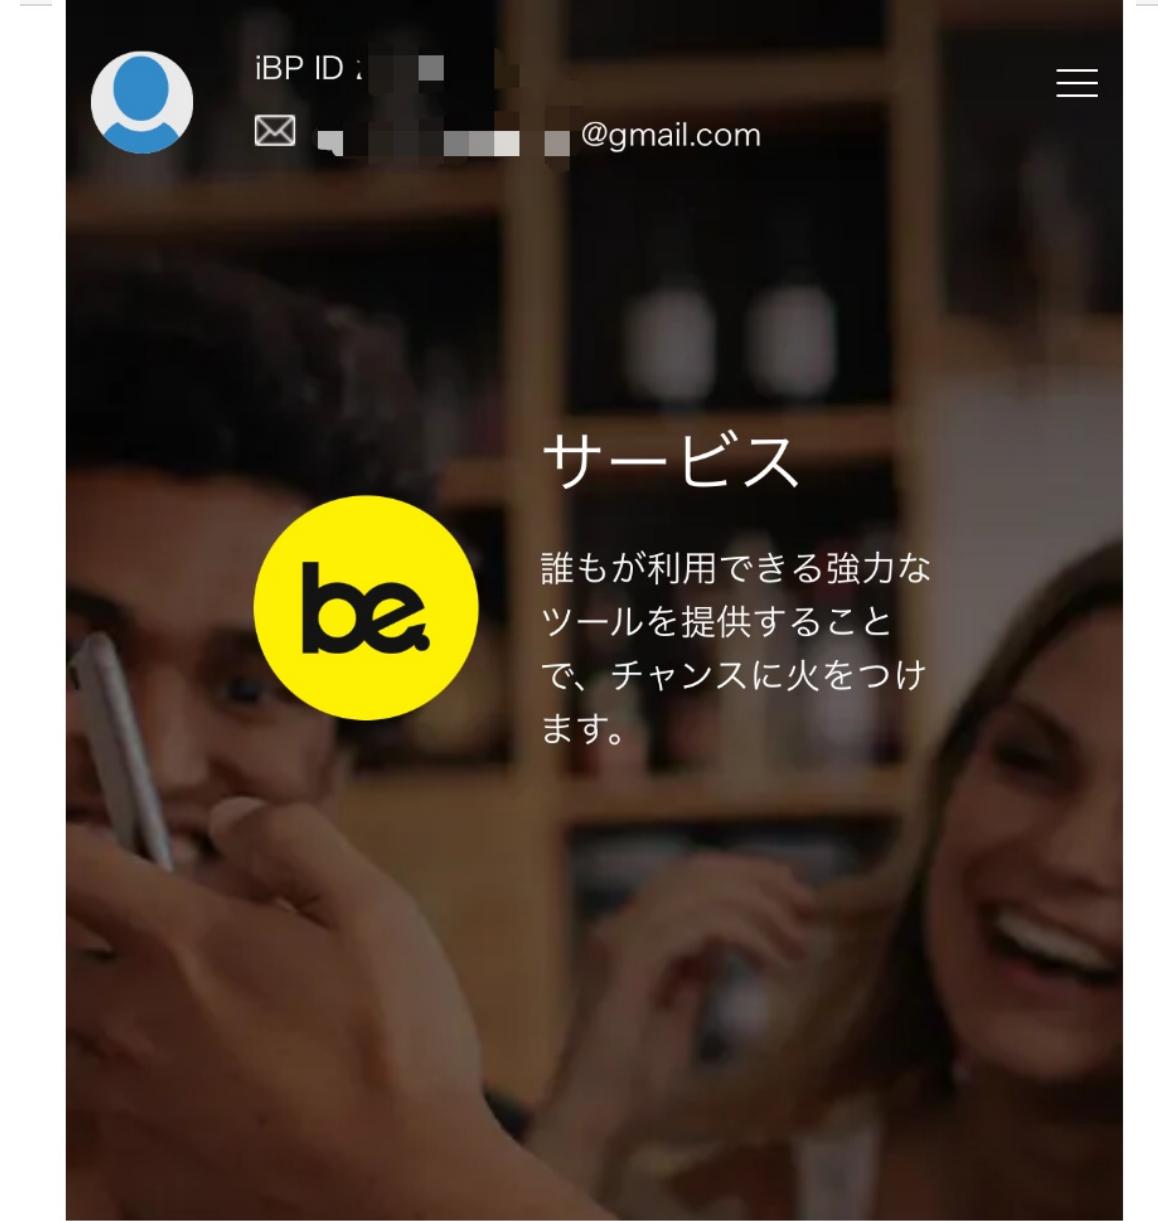 iBP ID :
@gmail.com
サービス
be.
誰もが利用できる強力な
ツールを提供すること
で、チャンスに火をつけ
ます。